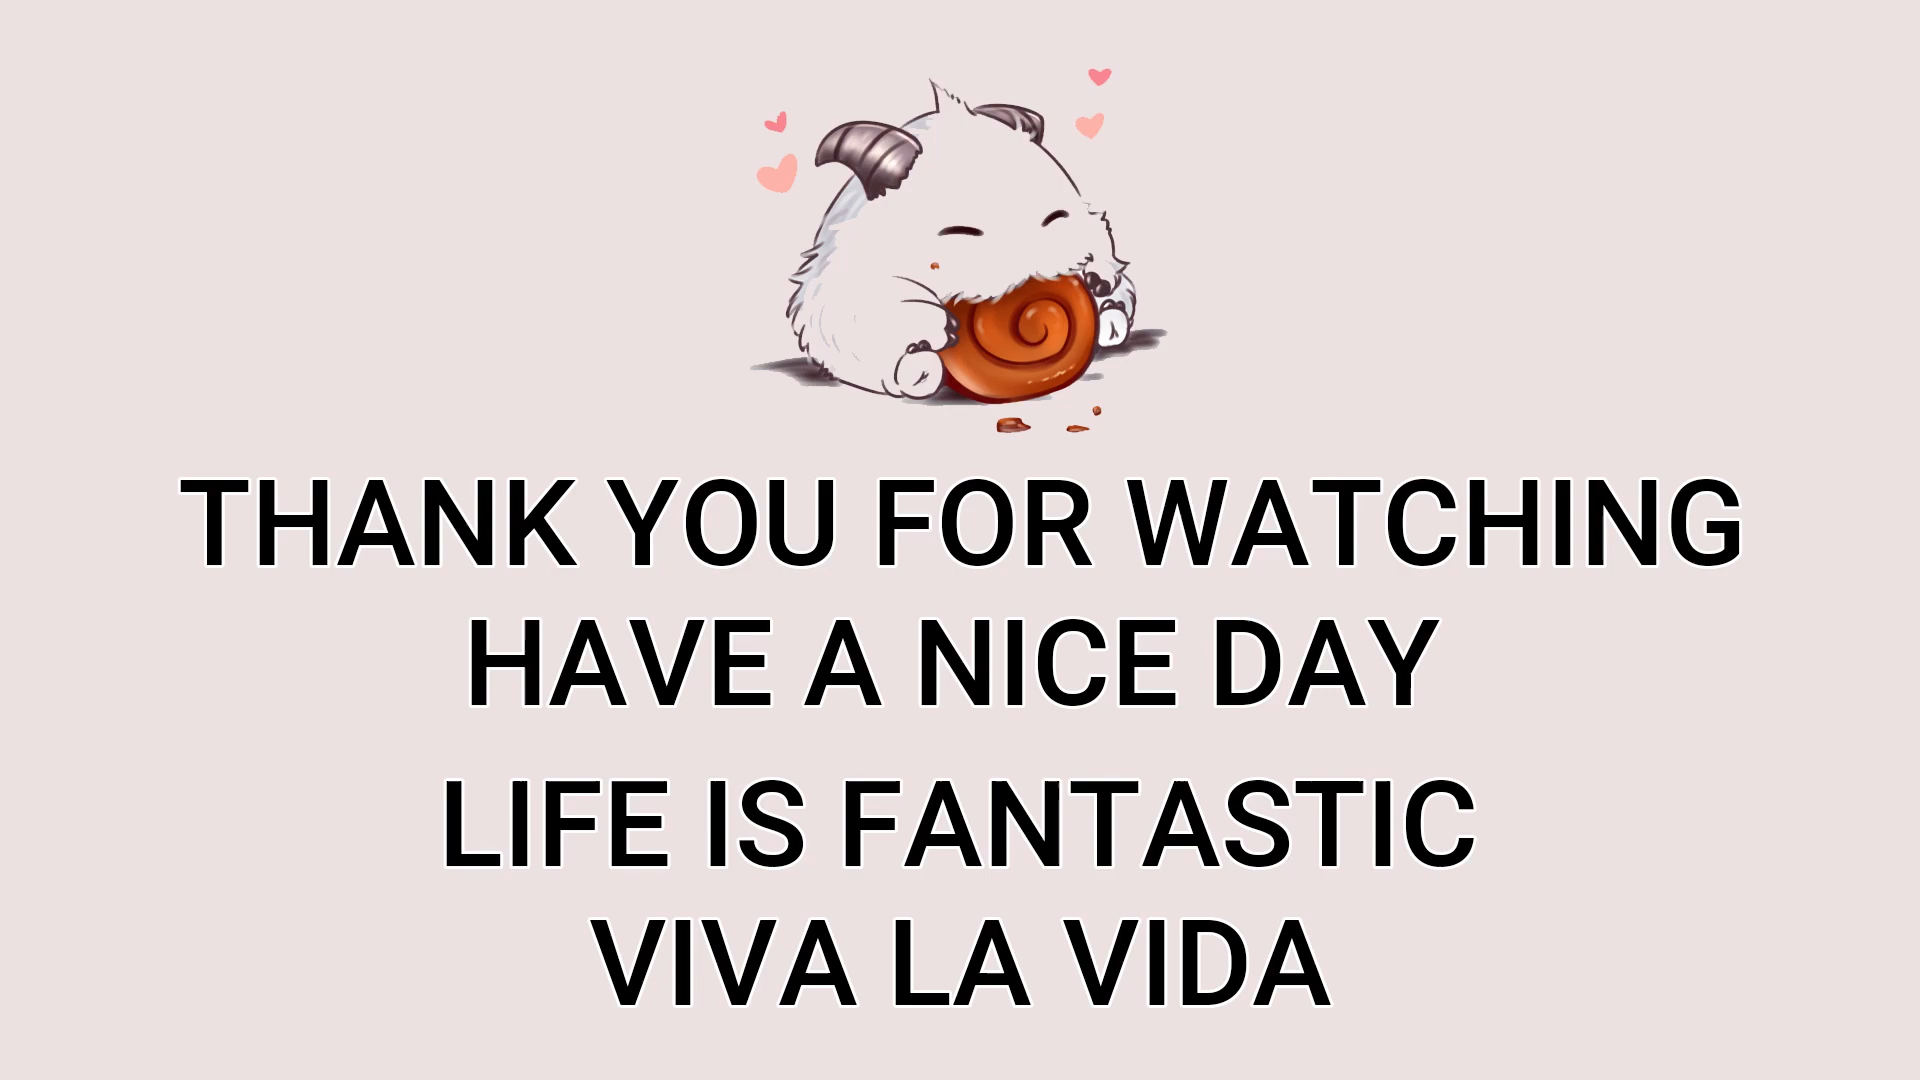 THANK YOU FOR WATCHING
HAVE A NICE DAY
LIFE IS FANTASTIC
VIVA LA VIDA